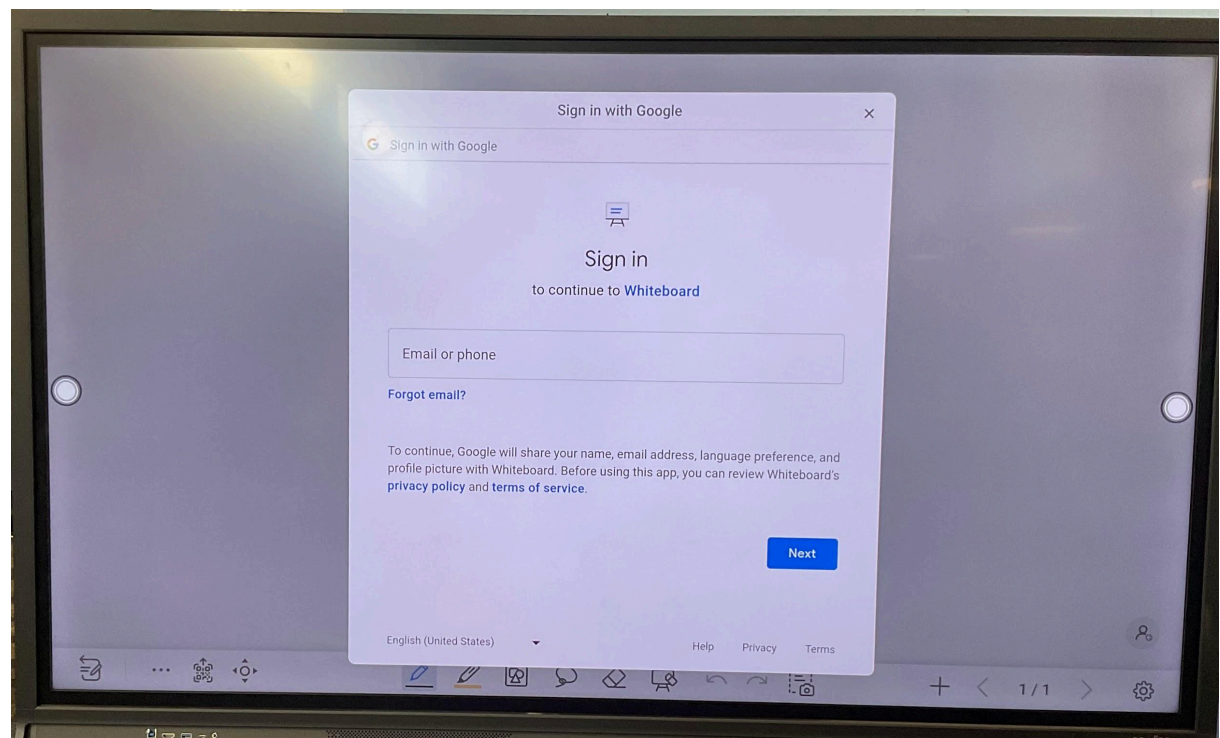 Sign in with Google
Sign in with Google
Sign in
to continue to Whiteboard
Email or phone
Forgot email?
To continue, Google will share your name, email address, language preference, and
profile picture with Whiteboard. Before using this app, you can review Whiteboard's
privacy policy and terms of service.
Next
English (United States)
Help Privacy Terms
1/1